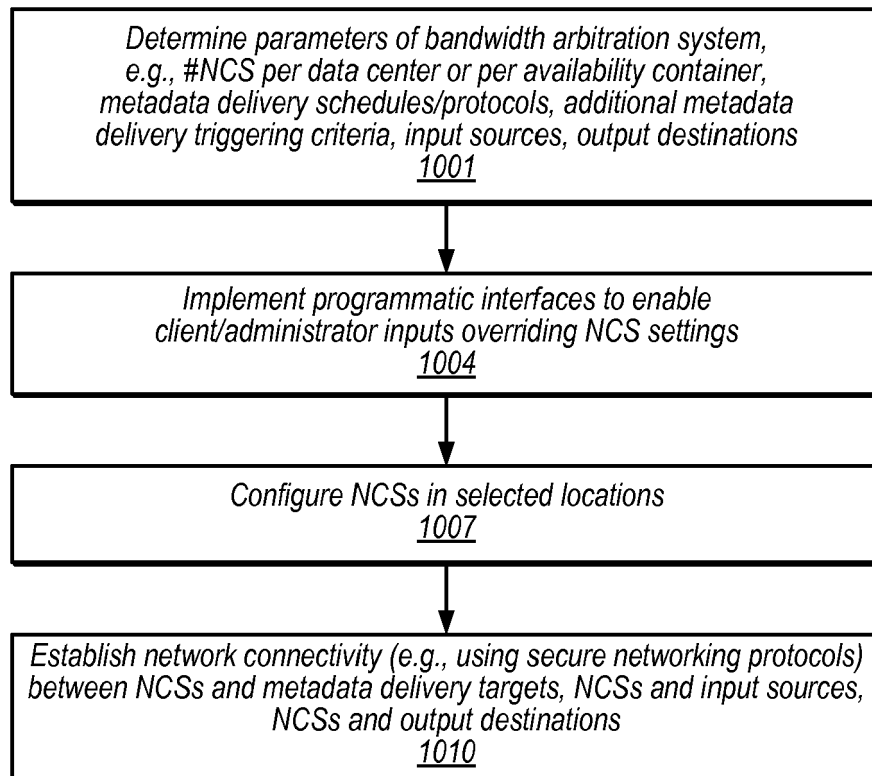 Determine parameters of bandwidth arbitration system,
e.g., #NCS per data center or per availability container,
metadata delivery schedules/protocols, additional metadata
delivery triggering criteria, input sources, output destinations
1001
Implement programmatic interfaces to enable
client/administrator inputs overriding NCS settings
1004
Configure NCSs in selected locations
1007
Establish network connectivity (e.g., using secure networking protocols)
between NCSs and metadata delivery targets, NCSs and input sources,
NCSs and output destinations
1010